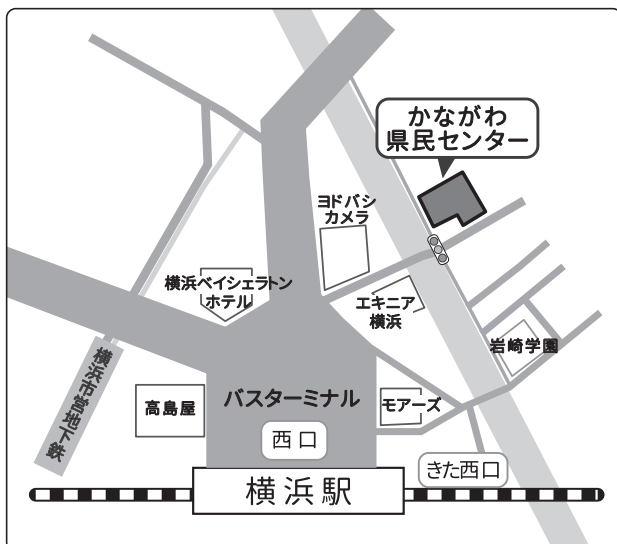 かながわ
県民センター
ヨドバシ
カメラ
横浜ベイシェラトン
ホテル
エキニア
横浜
岩崎学園
横浜市営地下鉄
高島屋
バスターミナル
モアーズ
西口
きた西口
横浜駅